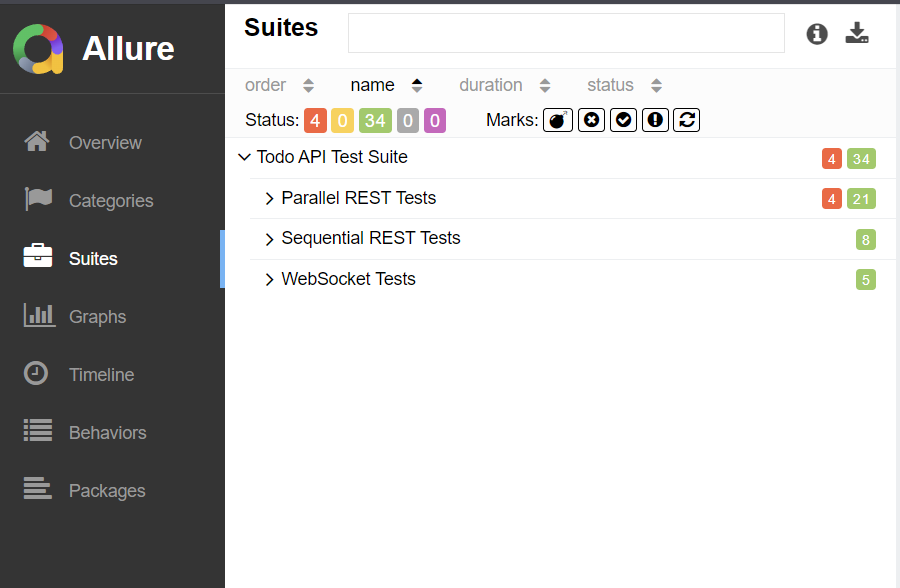 Allure
Overview
Categories
Suites
Graphs
Timeline
Behaviors
Packages
Suites
order name duration status
Status: 4 0 34 0 0 Marks:
Todo API Test Suite 4 34
Parallel REST Tests 4 21
Sequential REST Tests 8
WebSocket Tests 5